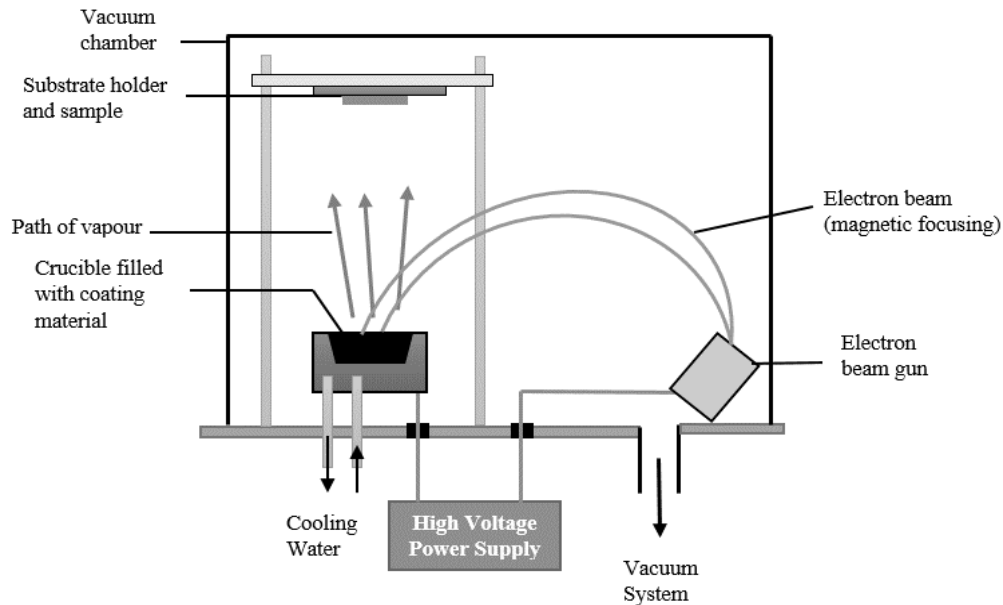 Vacuum
chamber
Substrate holder
and sample
Path of vapour
Crucible filled
with coating
material
Electron beam
(magnetic focusing)
Electron
beam gun
Cooling
Water
High Voltage
Power Supply
Vacuum
System